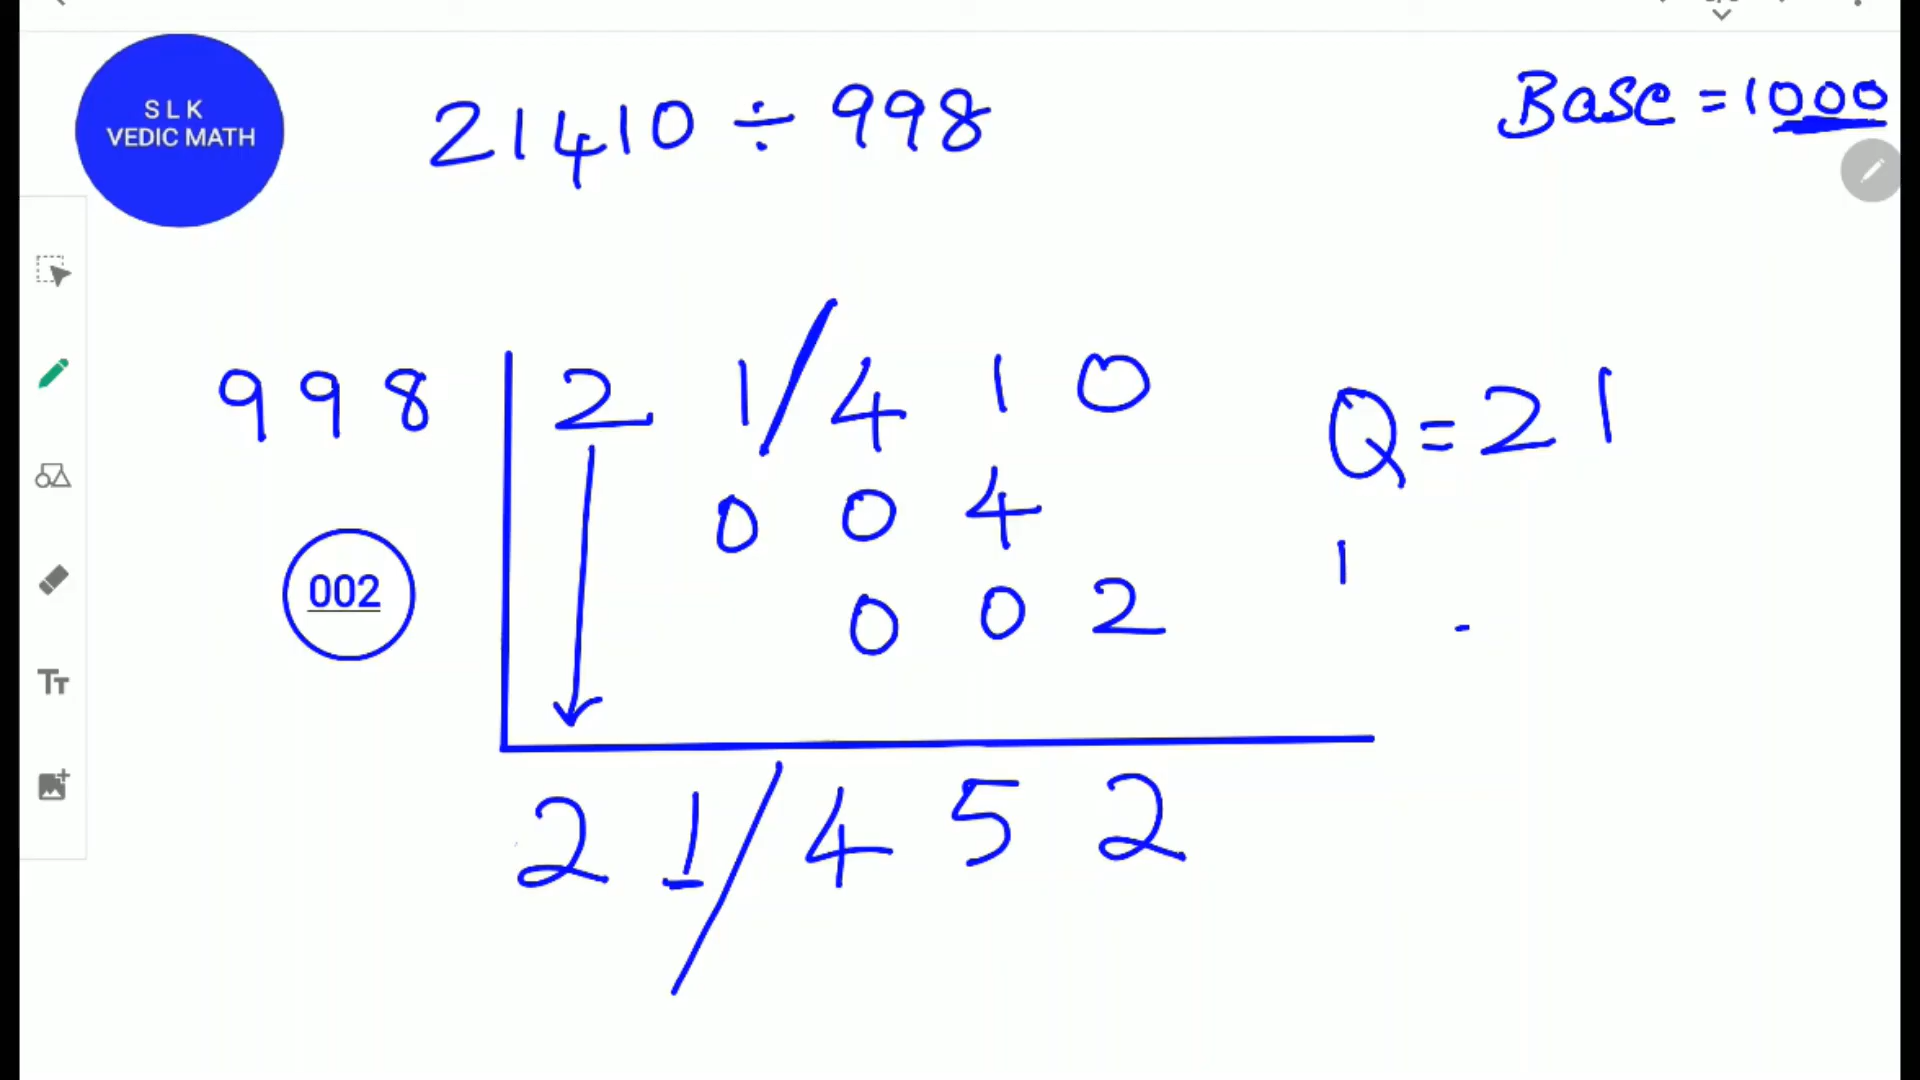 S L K
VEDIC MATH
21410 ÷ 998
Base = 1000
998 2 1 / 4 1 0
Q = 21
0 0 4
002
0 0 2
1
-
2 1 / 4 5 2
TT